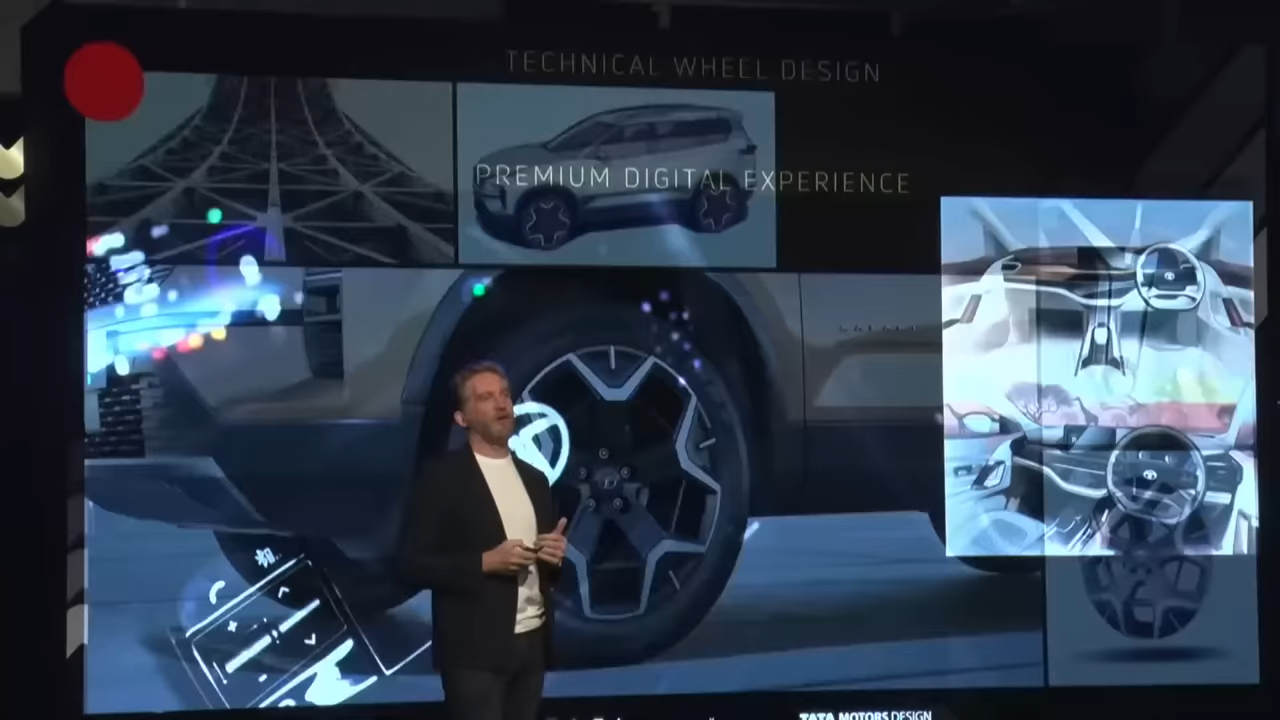 TECHNICAL WHEEL DESIGN
PREMIUM DIGITAL EXPERIENCE
TATA MOTORS DESIGN